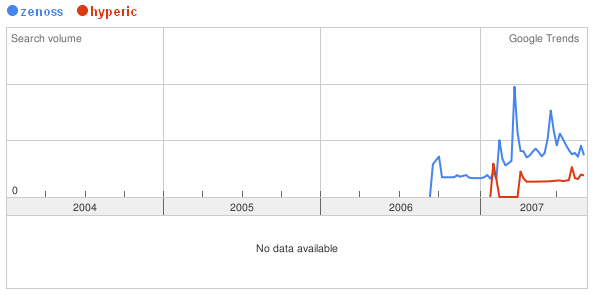 zenoss hyperic
Search volume Google Trends
0
2004 2005 2006 2007
No data available